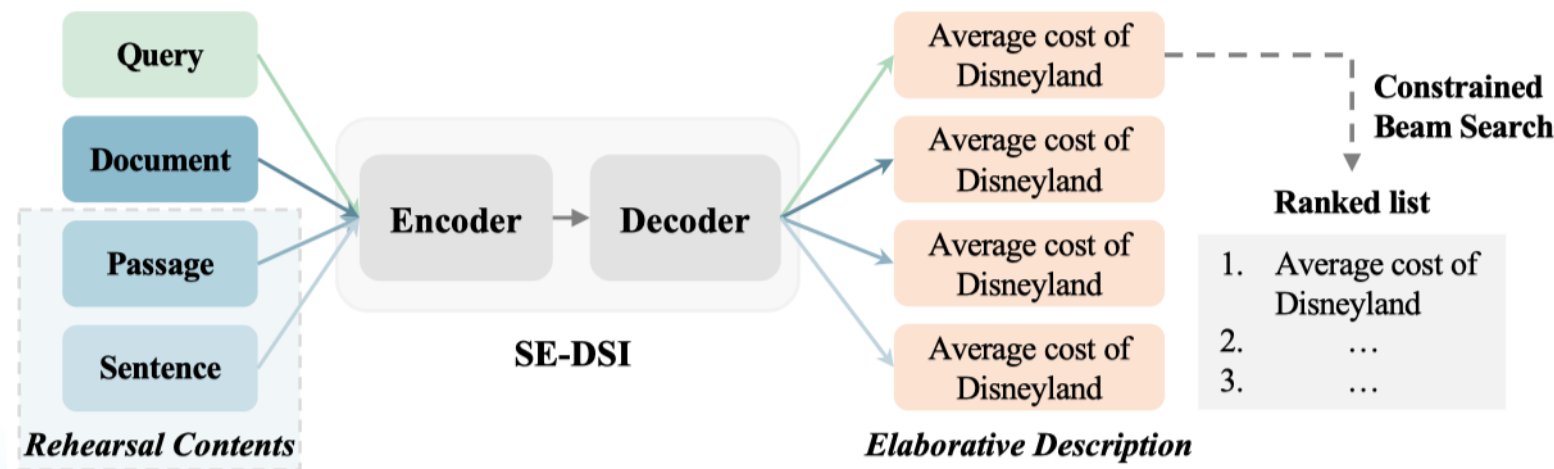 Query
Document
Passage
Sentence
Rehearsal Contents
Encoder
Decoder
SE-DSI
Average cost of
Disneyland
Average cost of
Disneyland
Average cost of
Disneyland
Average cost of
Disneyland
Elaborative Description
Constrained
Beam Search
Ranked list
1. Average cost of
Disneyland
2. …
3. …